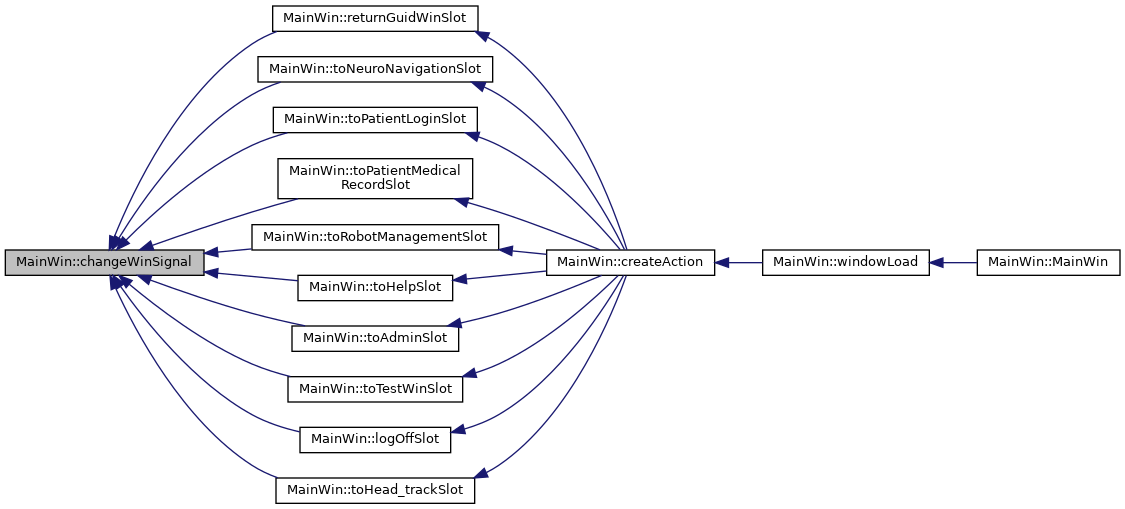 MainWin::returnGuidWinSlot
MainWin::toNeuroNavigationSlot
MainWin::toPatientLoginSlot
MainWin::toPatientMedical
RecordSlot
MainWin::toRobotManagementSlot
MainWin::changeWinSignal
MainWin::createAction
MainWin::windowLoad
MainWin::MainWin
MainWin::toHelpSlot
MainWin::toAdminSlot
MainWin::toTestWinSlot
MainWin::logOffSlot
MainWin::toHead_trackSlot